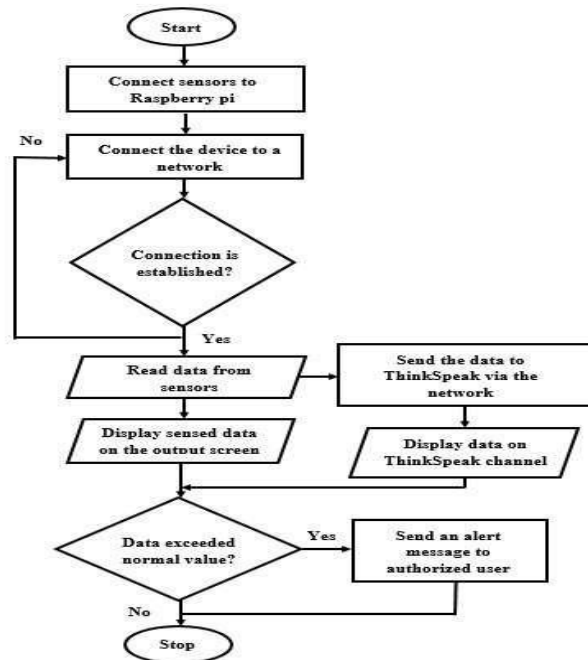 Start
Connect sensors to
Raspberry pi
No
Connect the device to a
network
Connection is
established?
Yes
Read data from
sensors
Send the data to
ThinkSpeak via the
network
Display sensed data
on the output screen
Display data on
ThinkSpeak channel
Data exceeded
normal value?
Yes
Send an alert
message to
authorized user
No
Stop